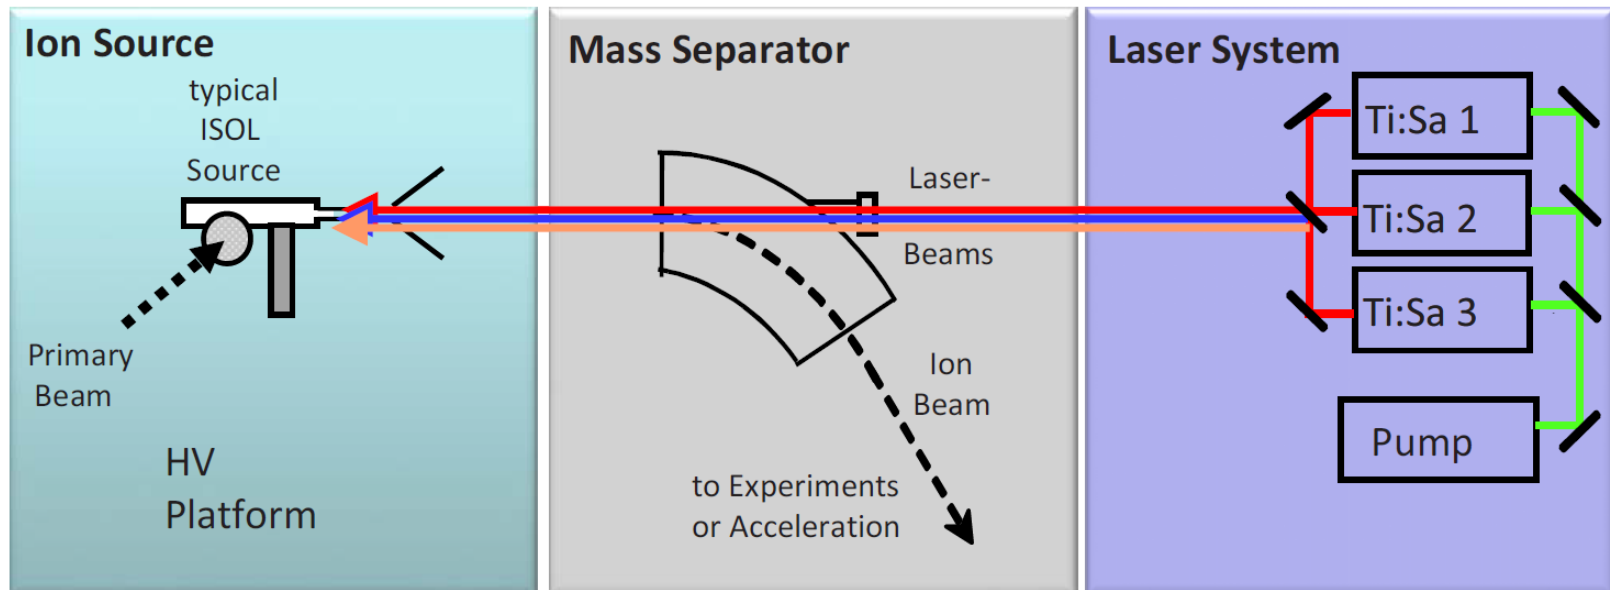 Ion Source
typical
ISOL
Source
Primary
Beam
HV
Platform
Mass Separator
Laser-
Beams
Ion
Beam
to Experiments
or Acceleration
Laser System
Ti:Sa 1
Ti:Sa 2
Ti:Sa 3
Pump